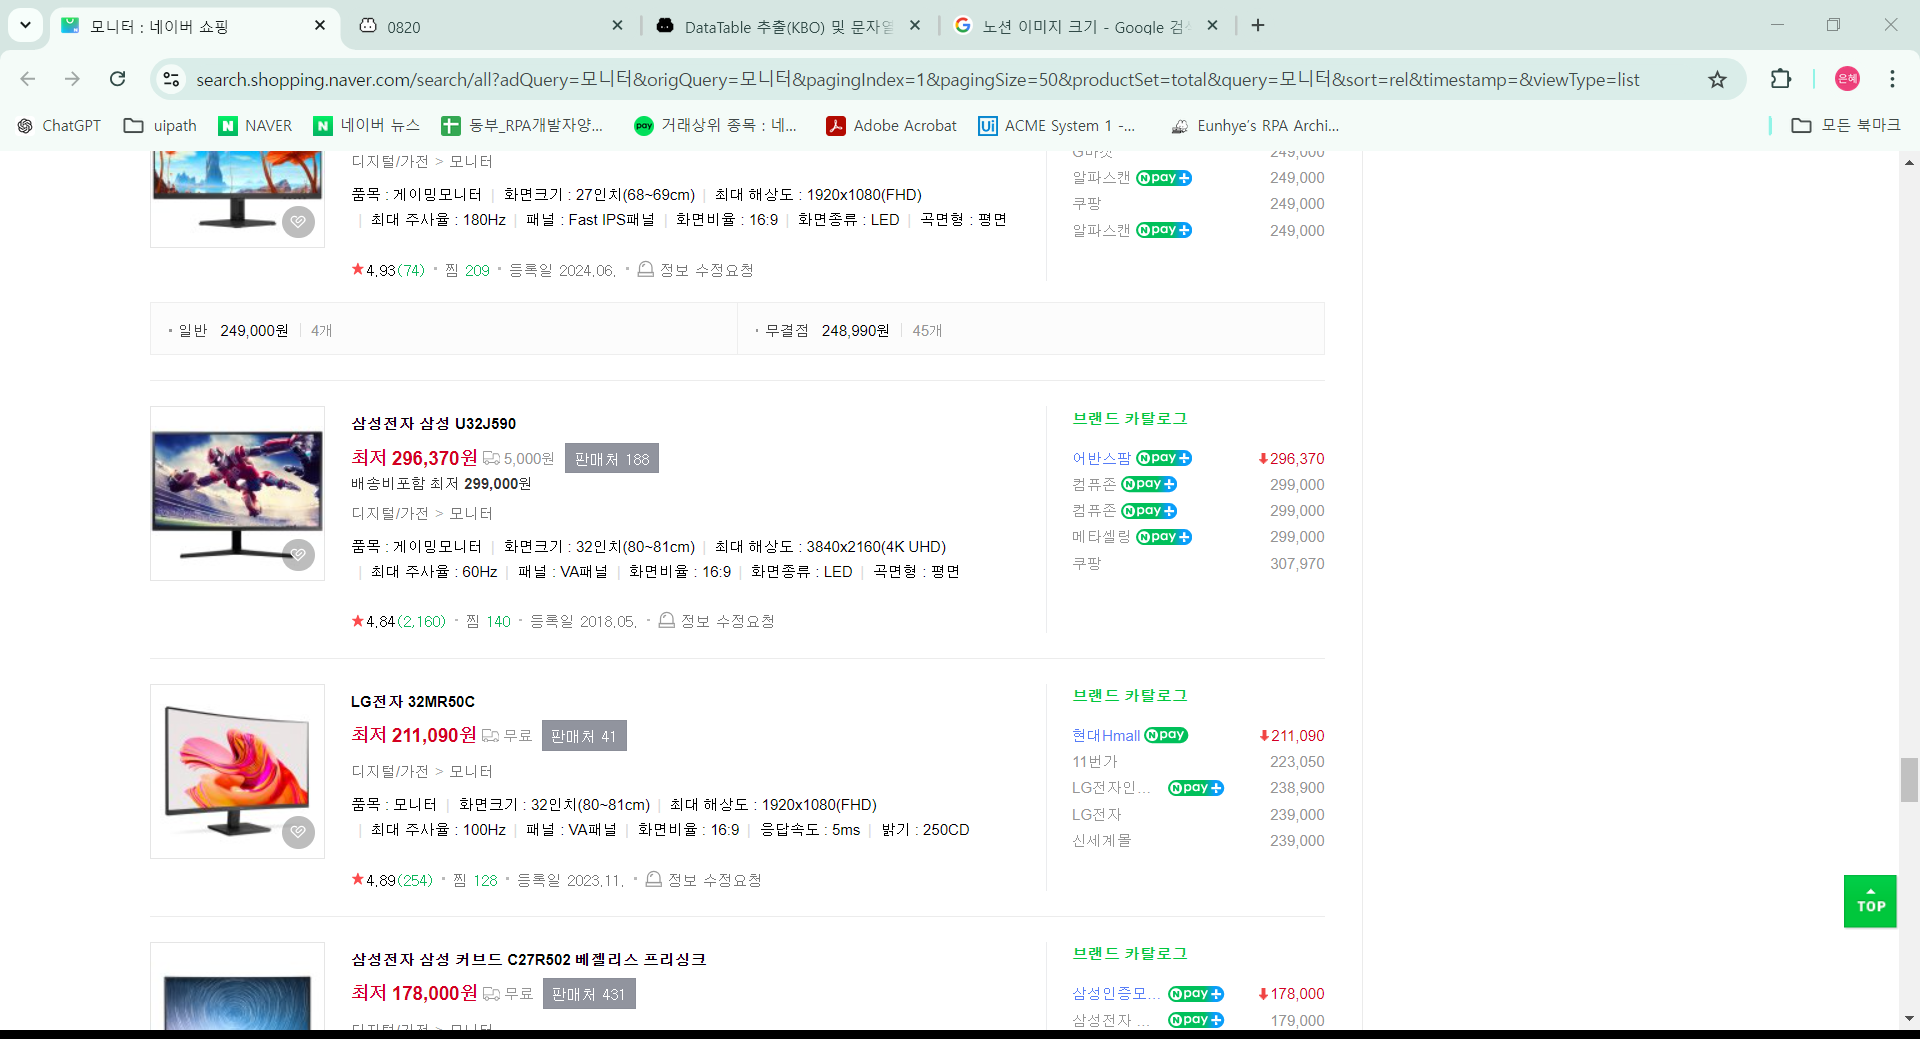 모니터 : 네이버 쇼핑
0820
DataTable 추출(KBO) 및 문자열
노션 이미지 크기 - Google 검색
search.shopping.naver.com/search/all?adQuery=모니터&origQuery=모니터&pagingIndex=1&pagingSize=50&productSet=total&query=모니터&sort=rel&timestamp=&viewType=list
은혜
ChatGPT
uipath
NAVER
네이버 뉴스
동부_RPA개발자양...
거래상위 종목 : 네...
Adobe Acrobat
ACME System 1 -...
Eunhye's RPA Archi...
모든 북마크
디지털/가전 > 모니터
품목 : 게이밍모니터 | 화면크기 : 27인치(68~69cm) | 최대 해상도 : 1920x1080(FHD)
| 최대 주사율 : 180Hz | 패널 : Fast IPS패널 | 화면비율 : 16:9 | 화면종류 : LED | 곡면형 : 평면
★4.93(74) · 찜 209 · 등록일 2024.06. · 정보 수정요청
G마켓 249,000
알파스캔 N pay+ 249,000
쿠팡 249,000
알파스캔 N pay+ 249,000
· 일반 249,000원 | 4개
· 무결점 248,990원 | 45개
삼성전자 삼성 U32J590
최저 296,370원 5,000원 판매처 188
배송비포함 최저 299,000원
디지털/가전 > 모니터
품목 : 게이밍모니터 | 화면크기 : 32인치(80~81cm) | 최대 해상도 : 3840x2160(4K UHD)
| 최대 주사율 : 60Hz | 패널 : VA패널 | 화면비율 : 16:9 | 화면종류 : LED | 곡면형 : 평면
★4.84(2,160) · 찜 140 · 등록일 2018.05. · 정보 수정요청
브랜드 카탈로그
어반스팜 N pay+ 296,370
컴퓨존 N pay+ 299,000
컴퓨존 N pay+ 299,000
메타셀링 N pay+ 299,000
쿠팡 307,970
LG전자 32MR50C
최저 211,090원 무료 판매처 41
디지털/가전 > 모니터
품목 : 모니터 | 화면크기 : 32인치(80~81cm) | 최대 해상도 : 1920x1080(FHD)
| 최대 주사율 : 100Hz | 패널 : VA패널 | 화면비율 : 16:9 | 응답속도 : 5ms | 밝기 : 250CD
★4.89(254) · 찜 128 · 등록일 2023.11. · 정보 수정요청
브랜드 카탈로그
현대Hmall N pay 211,090
11번가 223,050
LG전자인... N pay+ 238,900
LG전자 239,000
신세계몰 239,000
TOP
삼성전자 삼성 커브드 C27R502 베젤리스 프리싱크
최저 178,000원 무료 판매처 431
디지털/가전 > 모니터
브랜드 카탈로그
삼성인증모... N pay+ 178,000
삼성전자 ... N pay+ 179,000